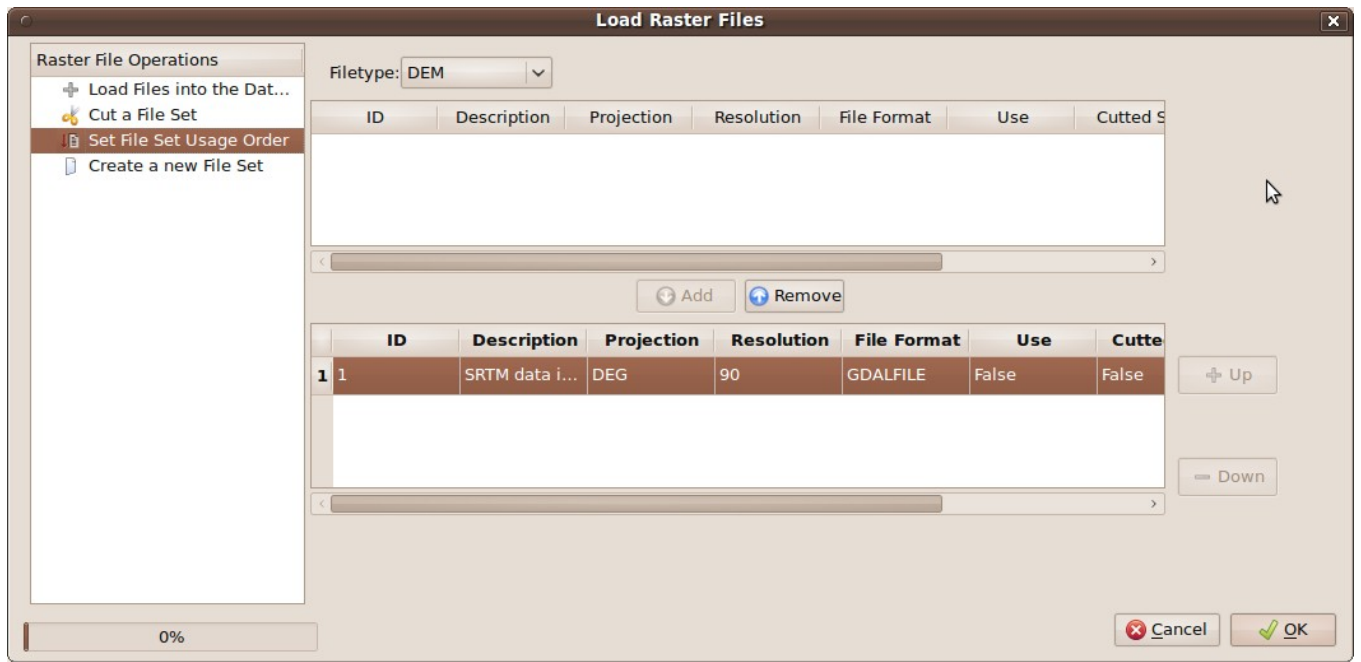 Load Raster Files
Raster File Operations
Load Files into the Dat...
Cut a File Set
Set File Set Usage Order
Create a new File Set
Filetype: DEM
ID Description Projection Resolution File Format Use Cutted S
Add Remove
ID Description Projection Resolution File Format Use Cutte
1 1 SRTM data i... DEG 90 GDALFILE False False
Up
Down
0%
Cancel OK